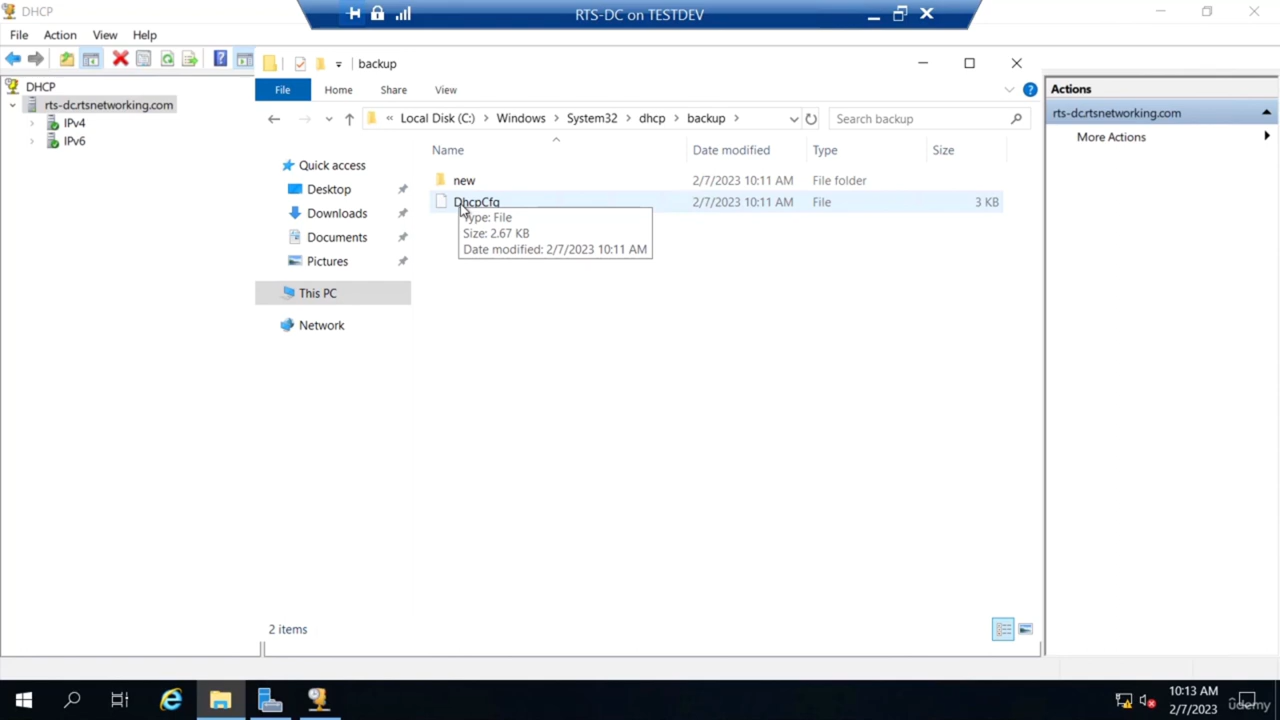 DHCP
RTS-DC on TESTDEV
File Action View Help
DHCP
rts-dc.rtsnetworking.com
IPv4
IPv6
backup
File Home Share View
« Local Disk (C:) Windows System32 dhcp backup
Search backup
Quick access
Desktop
Downloads
Documents
Pictures
This PC
Network
Name Date modified Type Size
new 2/7/2023 10:11 AM File folder
DhcpCfg 2/7/2023 10:11 AM File 3 KB
Type: File
Size: 2.67 KB
Date modified: 2/7/2023 10:11 AM
2 items
Actions
rts-dc.rtsnetworking.com
More Actions
10:13 AM
2/7/2023
udemy